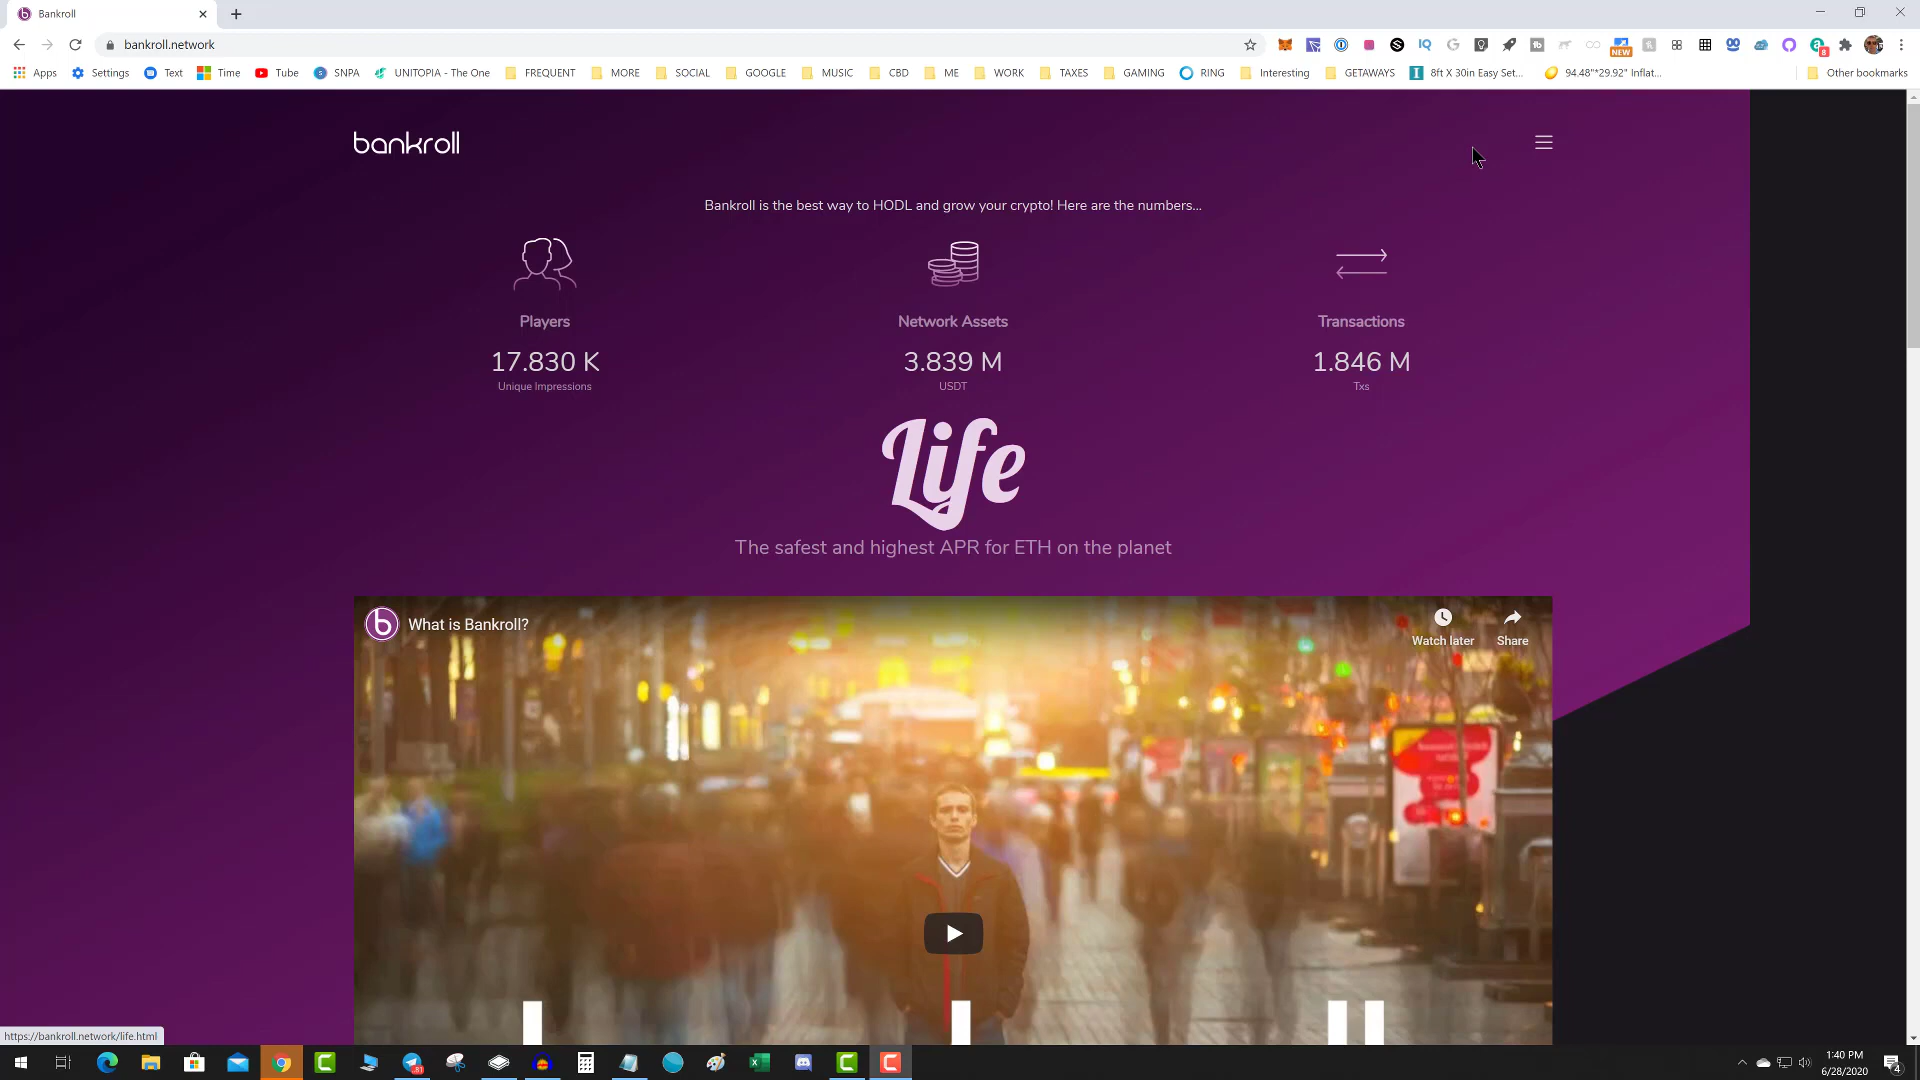 Bankroll
bankroll.network
NEW
8
Apps
Settings
Text
Time
Tube
SNPA
UNITOPIA - The One
FREQUENT
MORE
SOCIAL
GOOGLE
MUSIC
CBD
ME
WORK
TAXES
GAMING
RING
Interesting
GETAWAYS
8ft X 30in Easy Set...
94.48"*29.92" Inflat...
Other bookmarks
bankroll
Bankroll is the best way to HODL and grow your crypto! Here are the numbers...
Players
Network Assets
Transactions
17.830 K
3.839 M
1.846 M
Unique Impressions
USDT
Txs
Life
The safest and highest APR for ETH on the planet
What is Bankroll?
Watch later
Share
https://bankroll.network/life.html
1:40 PM
6/28/2020
4